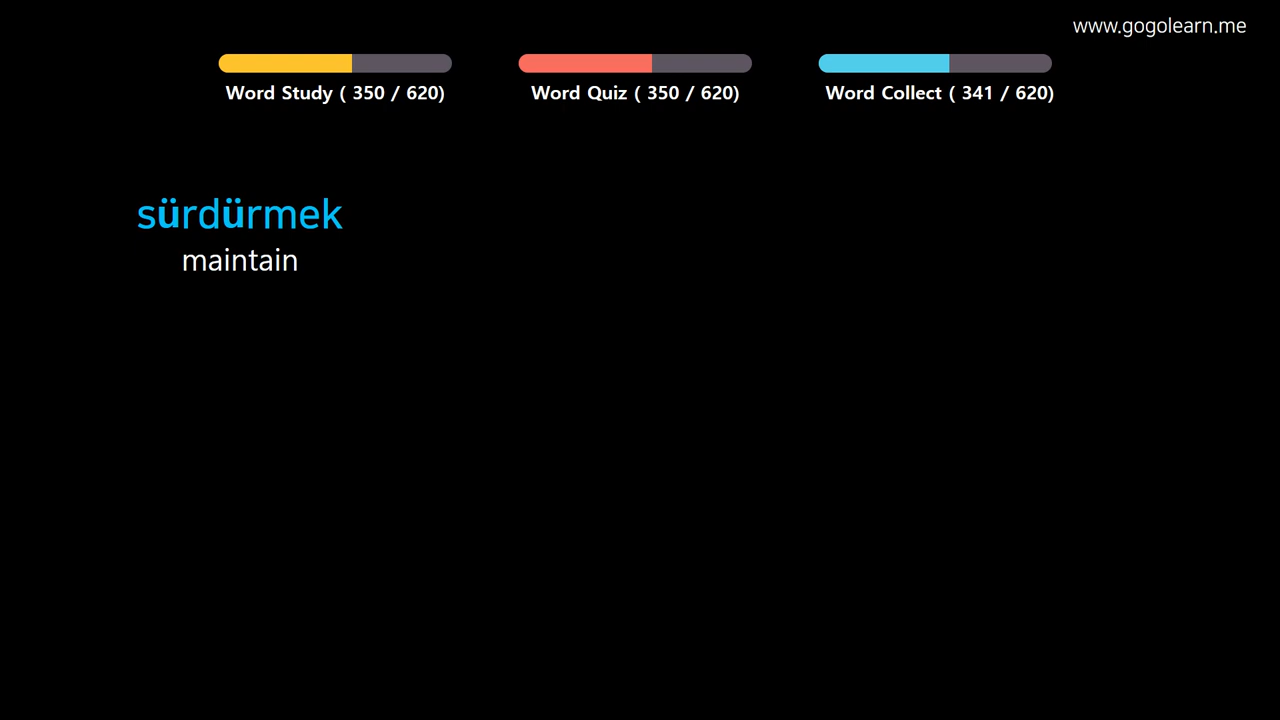 www.gogolearn.me
Word Study ( 350 / 620)
Word Quiz ( 350 / 620)
Word Collect ( 341 / 620)
sürdürmek
maintain